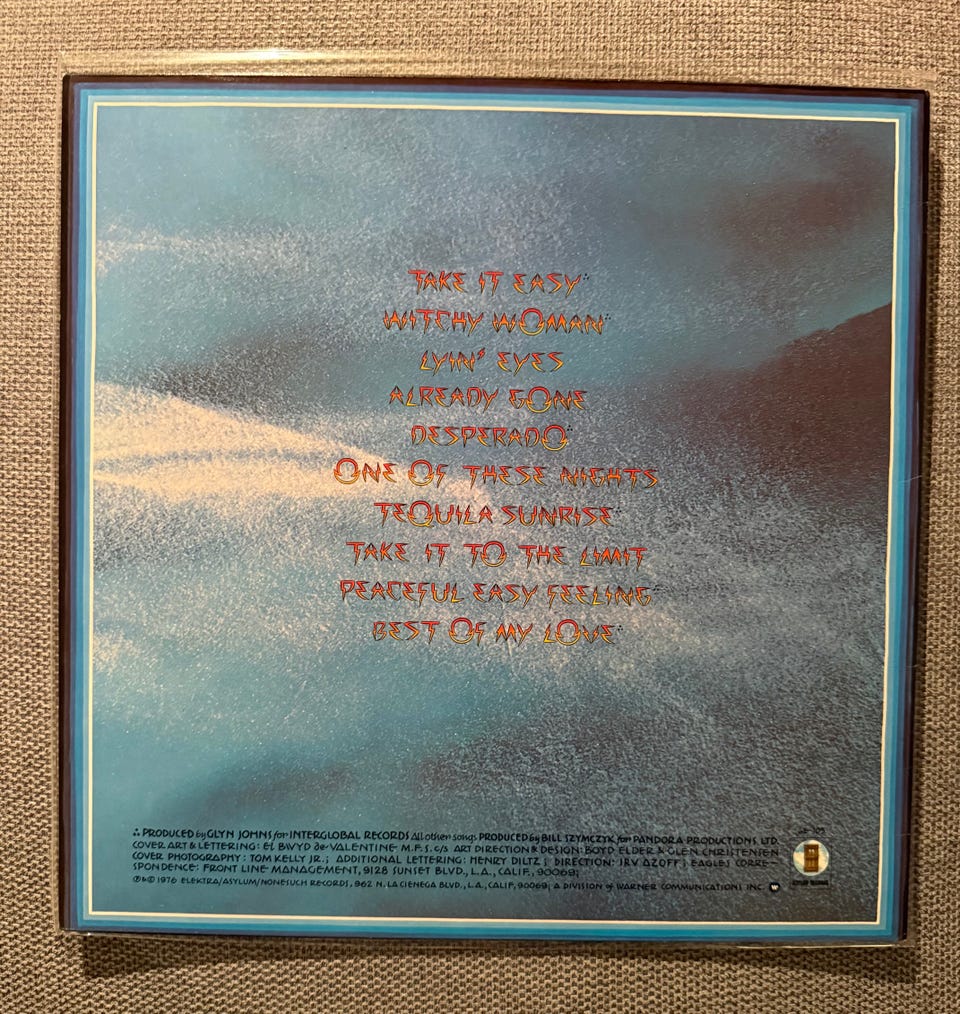 TAKE IT EASY∴
WITCHY WOMAN∴
LYIN' EYES
ALREADY GONE
DESPERADO∴
ONE OF THESE NIGHTS
TEQUILA SUNRISE∴
TAKE IT TO THE LIMIT
PEACEFUL EASY FEELING∴
BEST OF MY LOVE∴
∴ PRODUCED by GLYN JOHNS for INTERGLOBAL RECORDS All other songs PRODUCED by BILL SZYMCZYK for PANDORA PRODUCTIONS LTD.
COVER ART & LETTERING: EL BWYD de VALENTINE M.F.S. c/s ART DIRECTION & DESIGN: BOYD ELDER & GLEN CHRISTENSEN
COVER PHOTOGRAPHY: TOM KELLY JR.; ADDITIONAL LETTERING: HENRY DILTZ; DIRECTION: IRV AZOFF; EAGLES CORRE-
SPONDENCE: FRONT LINE MANAGEMENT, 9128 SUNSET BLVD., L.A., CALIF., 90069;
℗&© 1976 ELEKTRA/ASYLUM/NONESUCH RECORDS, 962 N. LA CIENEGA BLVD., L.A., CALIF, 90069; A DIVISION of WARNER COMMUNICATIONS INC.
ASYLUM RECORDS